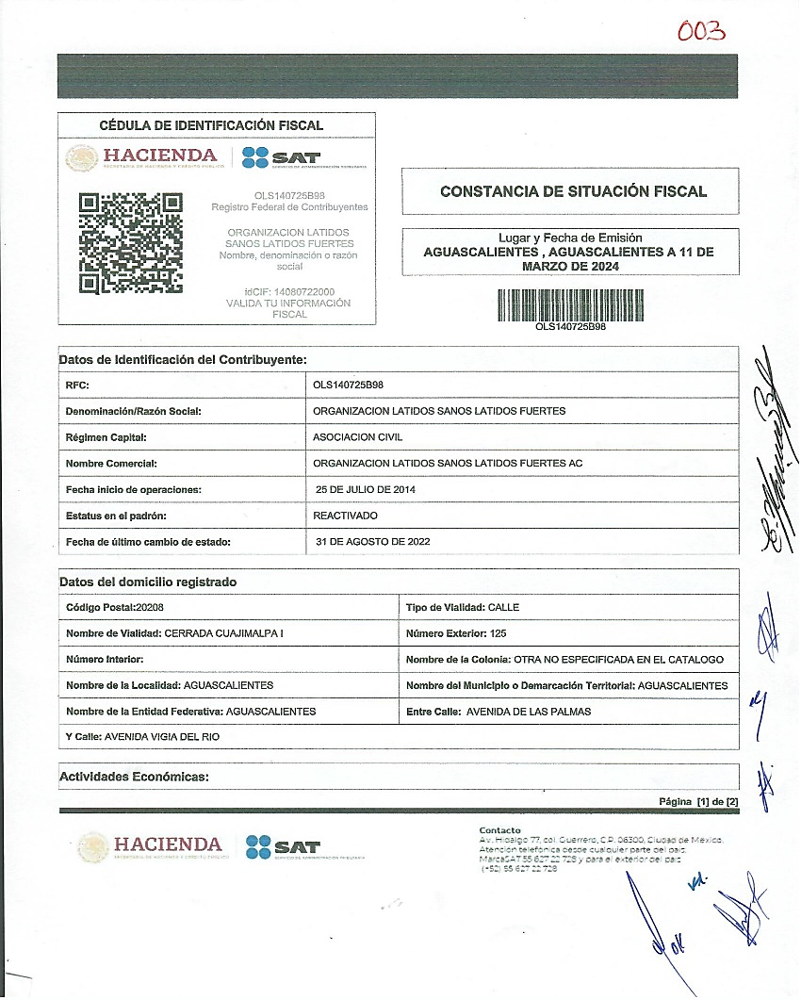 003
CÉDULA DE IDENTIFICACIÓN FISCAL
HACIENDA
SECRETARÍA DE HACIENDA Y CRÉDITO PÚBLICO
SAT
SERVICIO DE ADMINISTRACIÓN TRIBUTARIA
OLS140725B98
Registro Federal de Contribuyentes
ORGANIZACION LATIDOS
SANOS LATIDOS FUERTES
Nombre, denominación o razón
social
idCIF: 14080722000
VALIDA TU INFORMACIÓN
FISCAL
CONSTANCIA DE SITUACIÓN FISCAL
Lugar y Fecha de Emisión
AGUASCALIENTES , AGUASCALIENTES A 11 DE
MARZO DE 2024
OLS140725B98
Datos de Identificación del Contribuyente:
RFC: OLS140725B98
Denominación/Razón Social: ORGANIZACION LATIDOS SANOS LATIDOS FUERTES
Régimen Capital: ASOCIACION CIVIL
Nombre Comercial: ORGANIZACION LATIDOS SANOS LATIDOS FUERTES AC
Fecha inicio de operaciones: 25 DE JULIO DE 2014
Estatus en el padrón: REACTIVADO
Fecha de último cambio de estado: 31 DE AGOSTO DE 2022
Datos del domicilio registrado
Código Postal:20208 Tipo de Vialidad: CALLE
Nombre de Vialidad: CERRADA CUAJIMALPA I Número Exterior: 125
Número Interior: Nombre de la Colonia: OTRA NO ESPECIFICADA EN EL CATALOGO
Nombre de la Localidad: AGUASCALIENTES Nombre del Municipio o Demarcación Territorial: AGUASCALIENTES
Nombre de la Entidad Federativa: AGUASCALIENTES Entre Calle: AVENIDA DE LAS PALMAS
Y Calle: AVENIDA VIGIA DEL RIO
Actividades Económicas:
Página [1] de [2]
HACIENDA
SECRETARÍA DE HACIENDA Y CRÉDITO PÚBLICO
SAT
SERVICIO DE ADMINISTRACIÓN TRIBUTARIA
Contacto
Av. Hidalgo 77, col. Guerrero, C.P. 06300, Ciudad de México.
Atención telefónica desde cualquier parte del país:
MarcaSAT 55 627 22 728 y para el exterior del país
(+52) 55 627 22 728